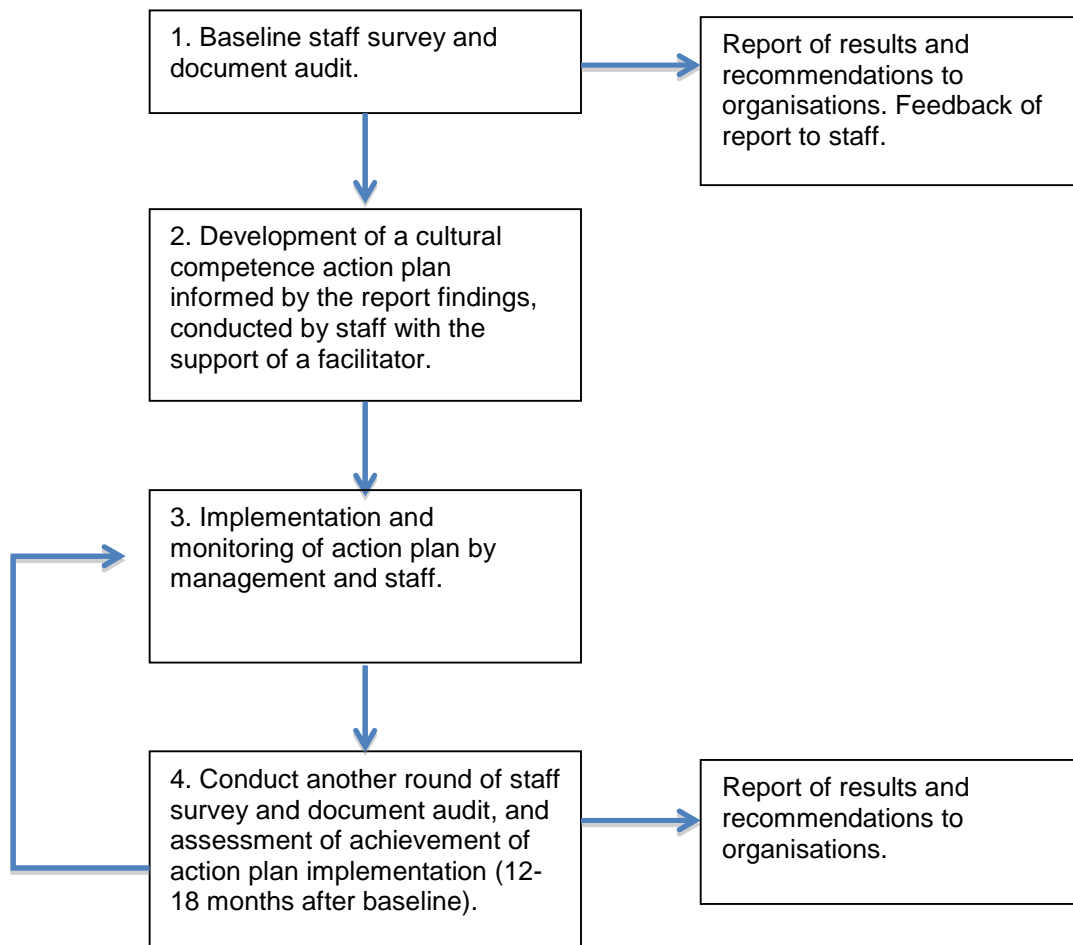 1. Baseline staff survey and
document audit.
Report of results and
recommendations to
organisations. Feedback of
report to staff.
2. Development of a cultural
competence action plan
informed by the report findings,
conducted by staff with the
support of a facilitator.
3. Implementation and
monitoring of action plan by
management and staff.
4. Conduct another round of staff
survey and document audit, and
assessment of achievement of
action plan implementation (12-
18 months after baseline).
Report of results and
recommendations to
organisations.